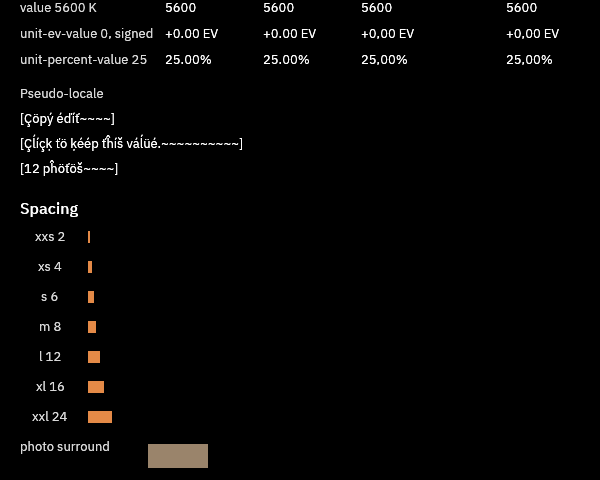 value 5600 K 5600 5600 5600 5600
unit-ev-value 0, signed +0.00 EV +0.00 EV +0,00 EV +0,00 EV
unit-percent-value 25 25.00% 25.00% 25,00% 25,00%
Pseudo-locale
[Çöpý éďíť~~~~]
[Çĺíçķ ťö ķéép ťĥíš váĺüé.~~~~~~~~~~]
[12 pĥöťöš~~~~]
Spacing
xxs 2
xs 4
s 6
m 8
l 12
xl 16
xxl 24
photo surround